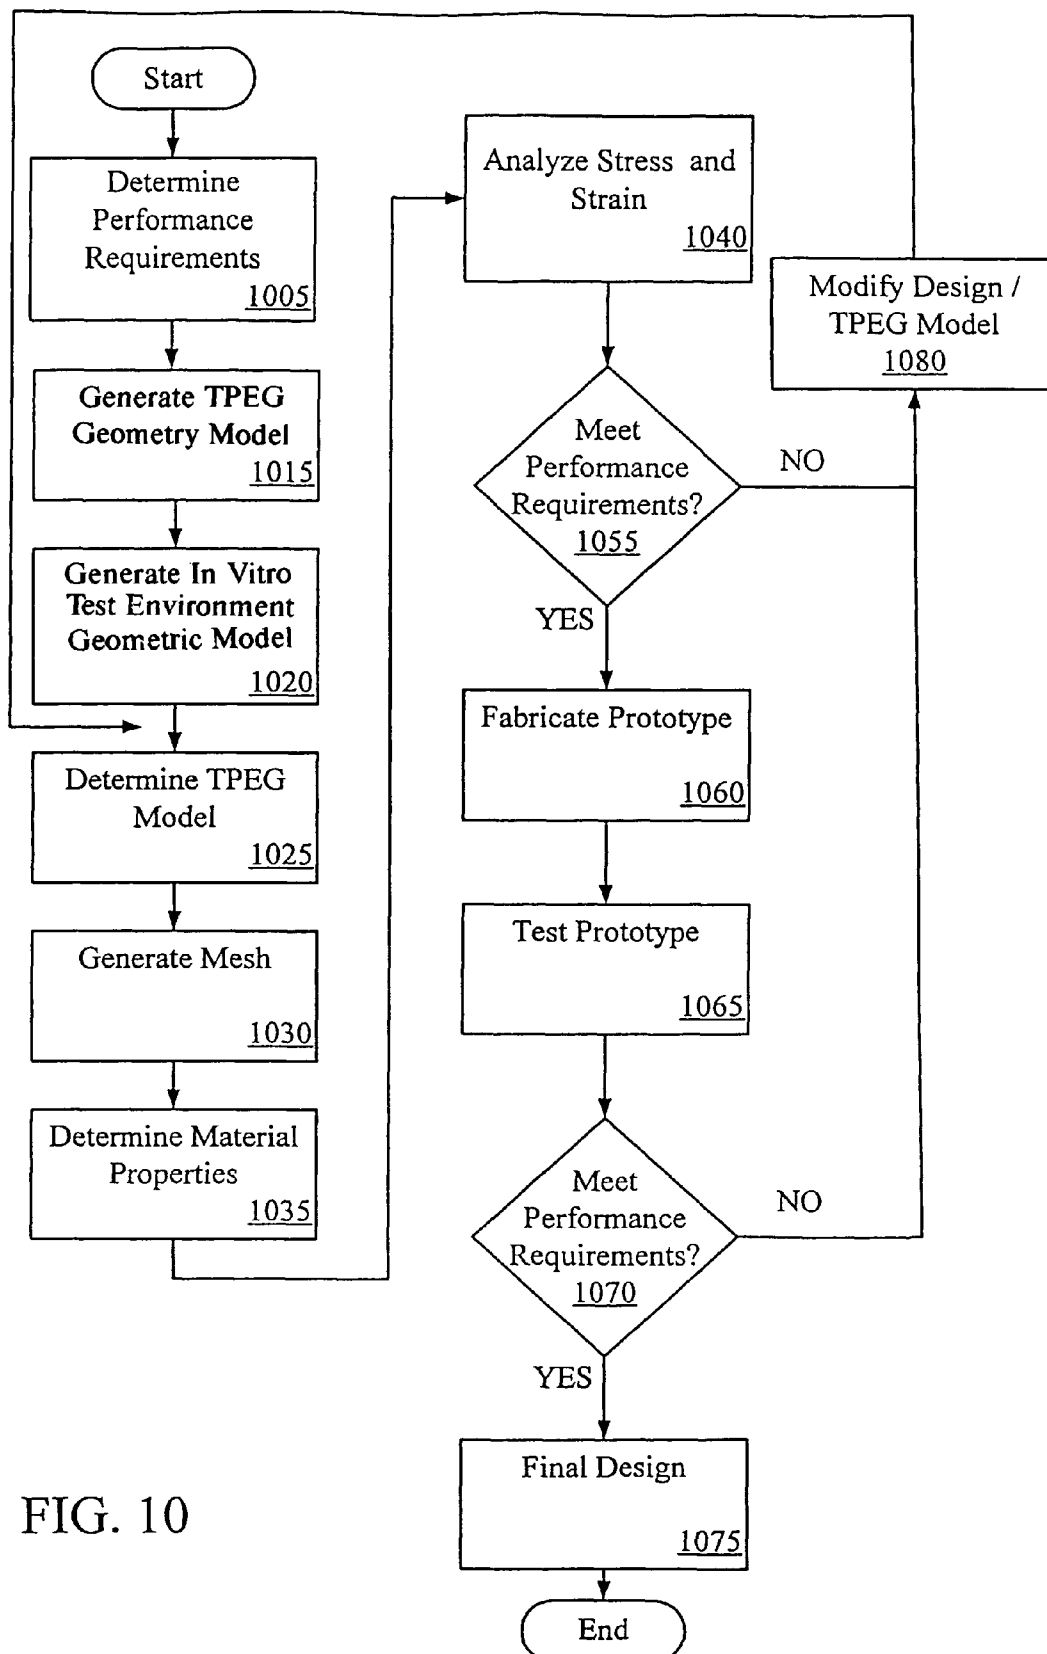 Start
Determine
Performance
Requirements
1005
Generate TPEG
Geometry Model
1015
Generate In Vitro
Test Environment
Geometric Model
1020
Determine TPEG
Model
1025
Generate Mesh
1030
Determine Material
Properties
1035
Analyze Stress and
Strain
1040
Meet
Performance
Requirements?
1055
NO
YES
Modify Design /
TPEG Model
1080
Fabricate Prototype
1060
Test Prototype
1065
Meet
Performance
Requirements?
1070
NO
YES
Final Design
1075
End
FIG. 10